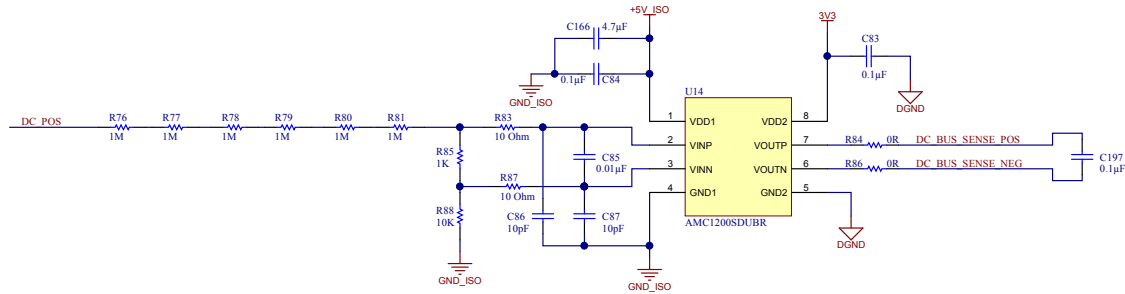 +5V_ISO
C166 4.7µF
3V3
C83
0.1µF
0.1µF C84
GND_ISO
DGND
U14
DC_POS
R76
1M
R77
1M
R78
1M
R79
1M
R80
1M
R81
1M
R83
10 Ohm
1 VDD1
VDD2 8
2 VINP
VOUTP 7
3 VINN
VOUTN 6
4 GND1
GND2 5
AMC1200SDUBR
R84 0R DC_BUS_SENSE_POS
R86 0R DC_BUS_SENSE_NEG
C197
0.1µF
R85
1K
C85
0.01µF
R87
10 Ohm
R88
10K
C86
10pF
C87
10pF
DGND
GND_ISO
GND_ISO